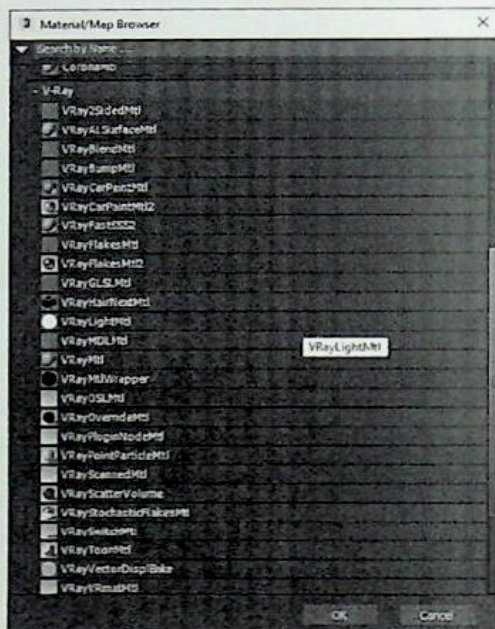 3 Material/Map Browser
Search by Name ...
CoronaMtl
- V-Ray
VRay2SidedMtl
VRayALSurfaceMtl
VRayBlendMtl
VRayBumpMtl
VRayCarPaintMtl
VRayCarPaintMtl2
VRayFastSSS2
VRayFlakesMtl
VRayFlakesMtl2
VRayGLSLMtl
VRayHairNextMtl
VRayLightMtl
VRayMDLMtl
VRayLightMtl
VRayMtl
VRayMtlWrapper
VRayOSLMtl
VRayOverrideMtl
VRayPluginNodeMtl
VRayPointParticleMtl
VRayScannedMtl
VRayScatterVolume
VRayStochasticFlakesMtl
VRaySwitchMtl
VRayToonMtl
VRayVectorDisplBake
VRayVRmatMtl
OK Cancel